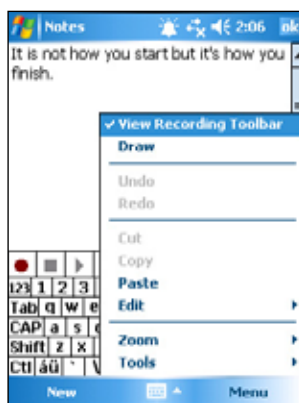 Notes 2:06 ok
It is not how you start but it's how you
finish.
View Recording Toolbar
Draw
Undo
Redo
Cut
Copy
Paste
Edit
Zoom
Tools
123 1 2 3
Tab q w e
CAP a s d
Shift z x
Ctl áü ` \
New Menu